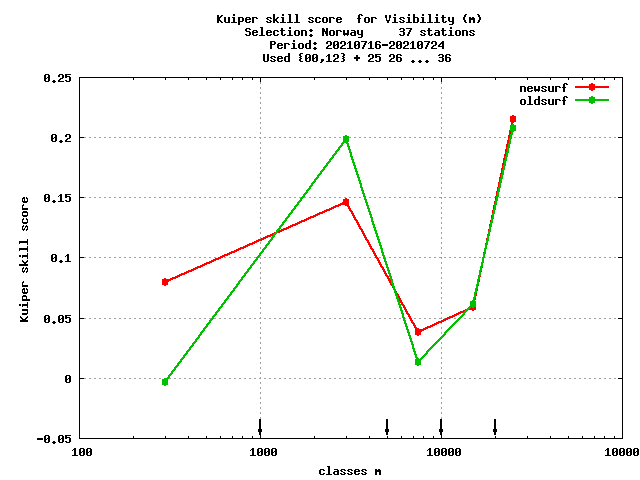 Kuiper skill score  for Visibility (m)
Selection: Norway     37 stations
Period: 20210716-20210724
Used {00,12} + 25 26 ... 36
newsurf
oldsurf
0.25
0.2
0.15
0.1
0.05
0
-0.05
Kuiper skill score
100
1000
10000
10000
classes m